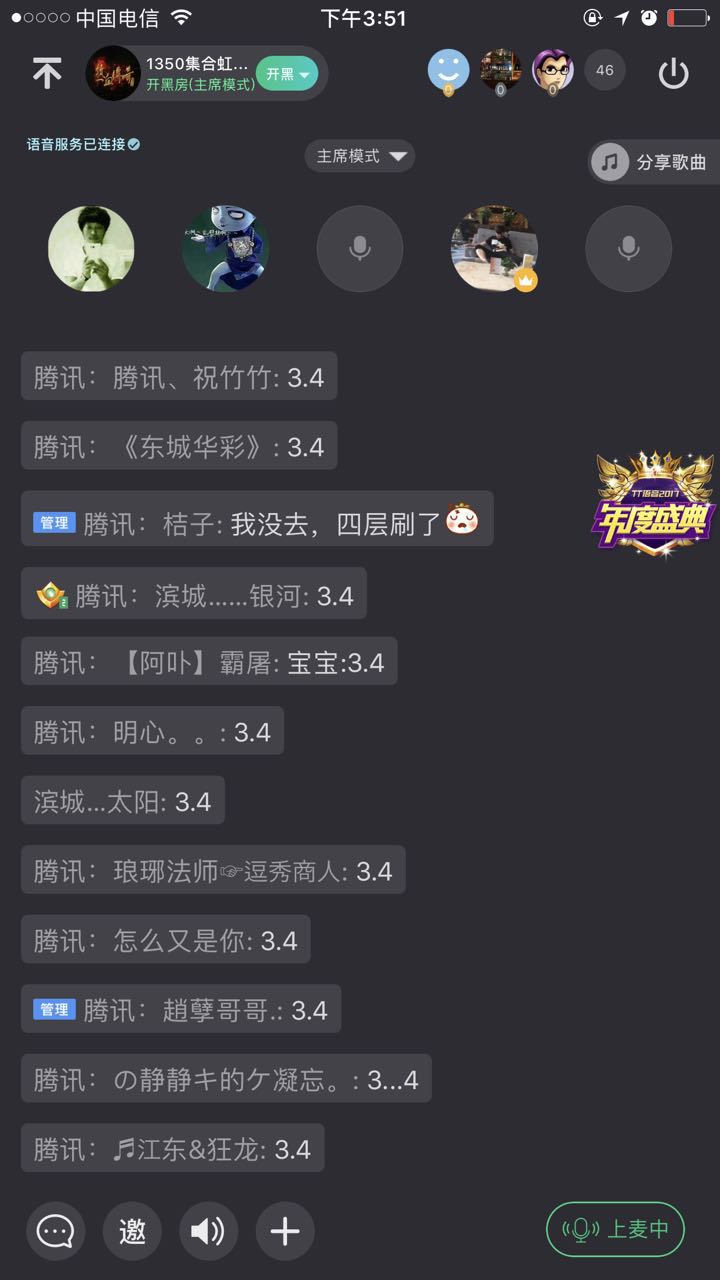 中国电信 下午3:51
1350集合虹...
开黑房(主席模式)
开黑
46
语音服务已连接
主席模式
分享歌曲
腾讯：腾讯、祝竹竹: 3.4
腾讯：《东城华彩》: 3.4
TT语音2017
年度盛典
管理 腾讯：桔子: 我没去，四层刷了
腾讯：滨城......银河: 3.4
腾讯：【阿卟】霸屠: 宝宝:3.4
腾讯：明心。。: 3.4
滨城...太阳: 3.4
腾讯：琅琊法师☞逗秀商人: 3.4
腾讯：怎么又是你: 3.4
管理 腾讯：趙孽哥哥.: 3.4
腾讯：の静静キ的ケ凝忘。: 3...4
腾讯：♬江东&狂龙: 3.4
邀
上麦中